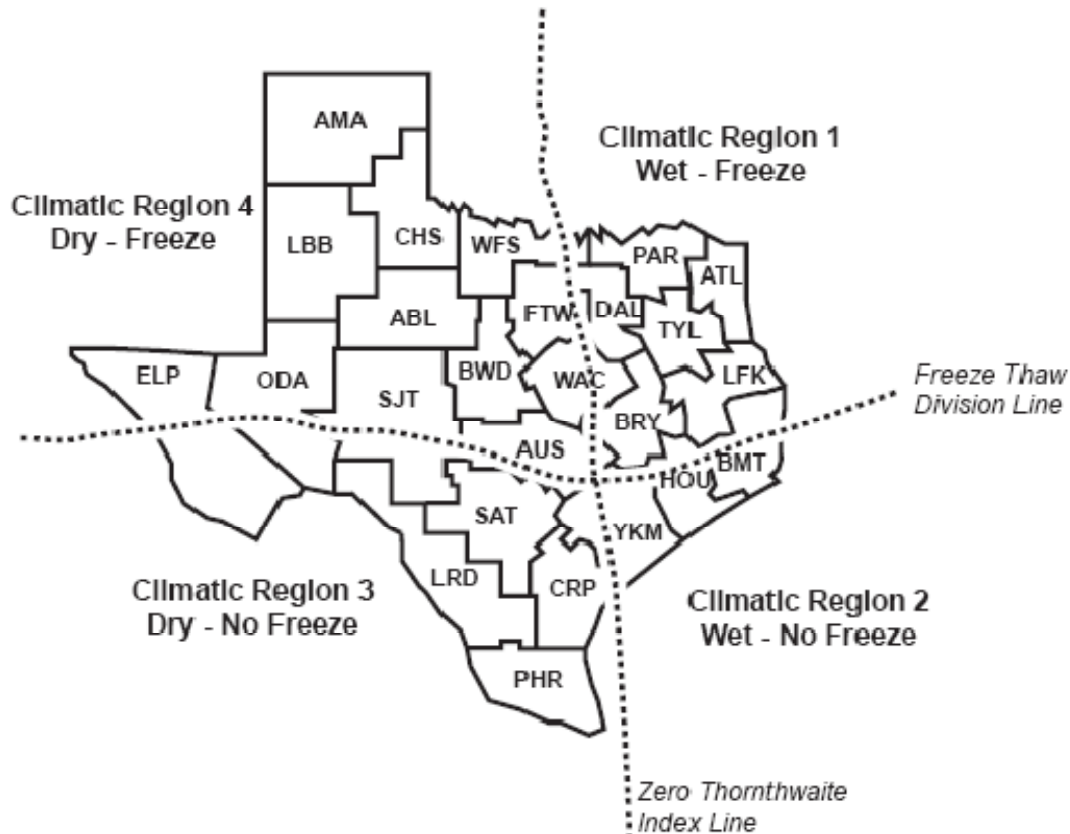 AMA
Climatic Region 1
Wet - Freeze
Climatic Region 4
Dry - Freeze
LBB
CHS
WFS
PAR
ATL
ABL
FTW
DAL
TYL
ELP
ODA
SJT
BWD
WAC
LFK
Freeze Thaw
Division Line
BRY
AUS
HOU
BMT
SAT
YKM
LRD
CRP
Climatic Region 3
Dry - No Freeze
Climatic Region 2
Wet - No Freeze
PHR
Zero Thornthwaite
Index Line